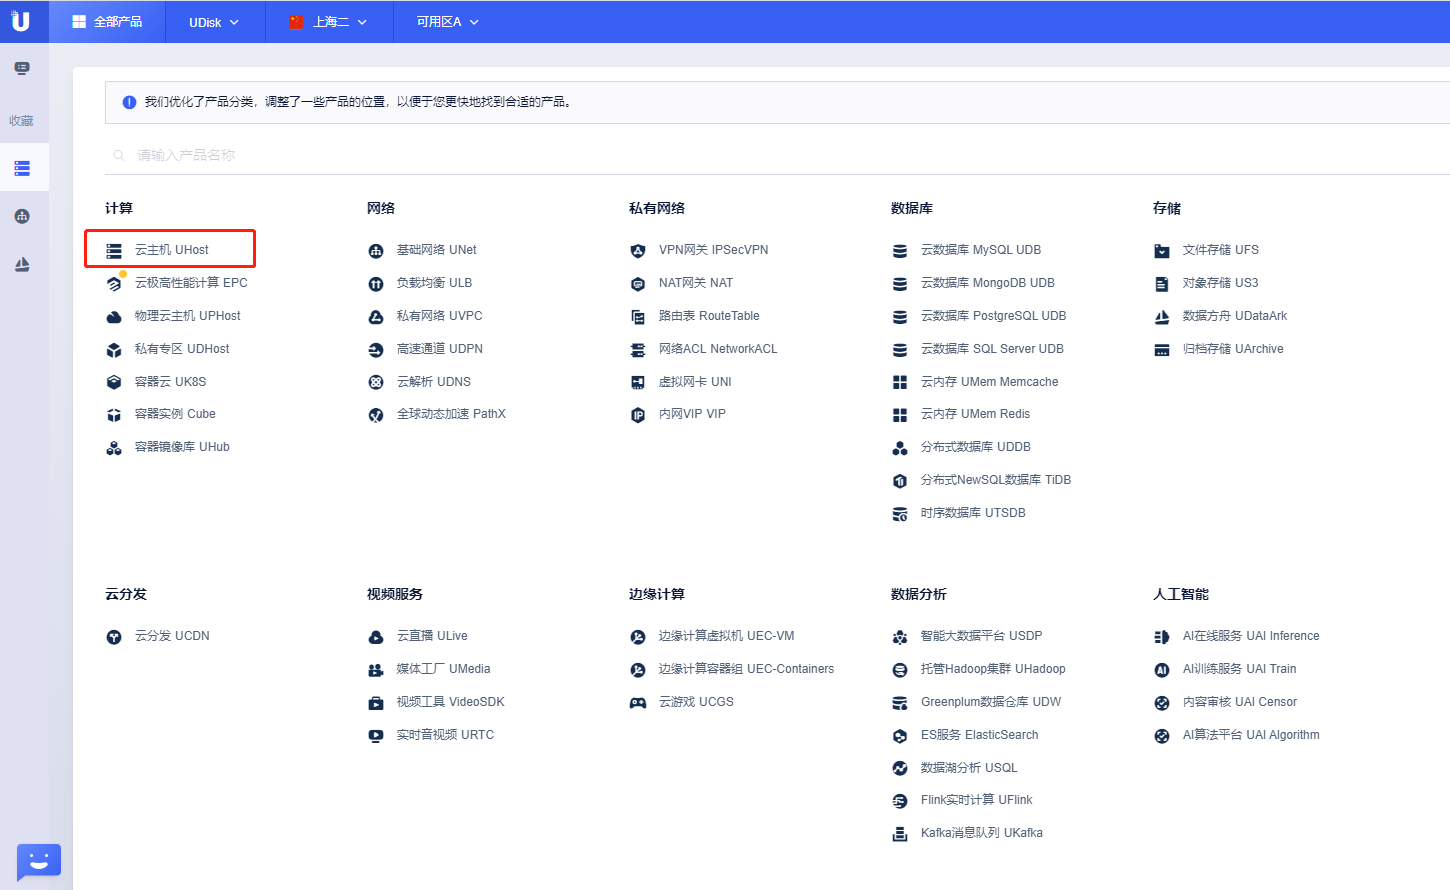 U
全部产品
UDisk
上海二
可用区A
收藏
我们优化了产品分类，调整了一些产品的位置，以便于您更快地找到合适的产品。
请输入产品名称
计算
云主机 UHost
云极高性能计算 EPC
物理云主机 UPHost
私有专区 UDHost
容器云 UK8S
容器实例 Cube
容器镜像库 UHub
网络
基础网络 UNet
负载均衡 ULB
私有网络 UVPC
高速通道 UDPN
云解析 UDNS
全球动态加速 PathX
私有网络
VPN网关 IPSecVPN
NAT网关 NAT
路由表 RouteTable
网络ACL NetworkACL
虚拟网卡 UNI
内网VIP VIP
数据库
云数据库 MySQL UDB
云数据库 MongoDB UDB
云数据库 PostgreSQL UDB
云数据库 SQL Server UDB
云内存 UMem Memcache
云内存 UMem Redis
分布式数据库 UDDB
分布式NewSQL数据库 TiDB
时序数据库 UTSDB
存储
文件存储 UFS
对象存储 US3
数据方舟 UDataArk
归档存储 UArchive
云分发
云分发 UCDN
视频服务
云直播 ULive
媒体工厂 UMedia
视频工具 VideoSDK
实时音视频 URTC
边缘计算
边缘计算虚拟机 UEC-VM
边缘计算容器组 UEC-Containers
云游戏 UCGS
数据分析
智能大数据平台 USDP
托管Hadoop集群 UHadoop
Greenplum数据仓库 UDW
ES服务 ElasticSearch
数据湖分析 USQL
Flink实时计算 UFlink
Kafka消息队列 UKafka
人工智能
AI在线服务 UAI Inference
AI训练服务 UAI Train
内容审核 UAI Censor
AI算法平台 UAI Algorithm